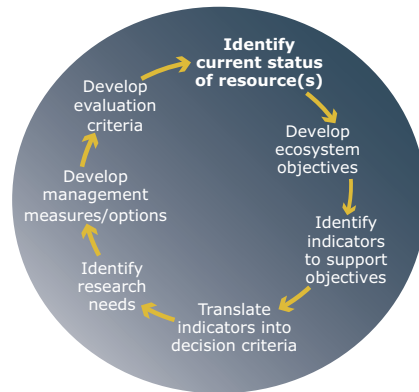 Identify
current status
of resource(s)
Develop
ecosystem
objectives
Identify
indicators
to support
objectives
Translate
indicators into
decision criteria
Identify
research
needs
Develop
management
measures/options
Develop
evaluation
criteria